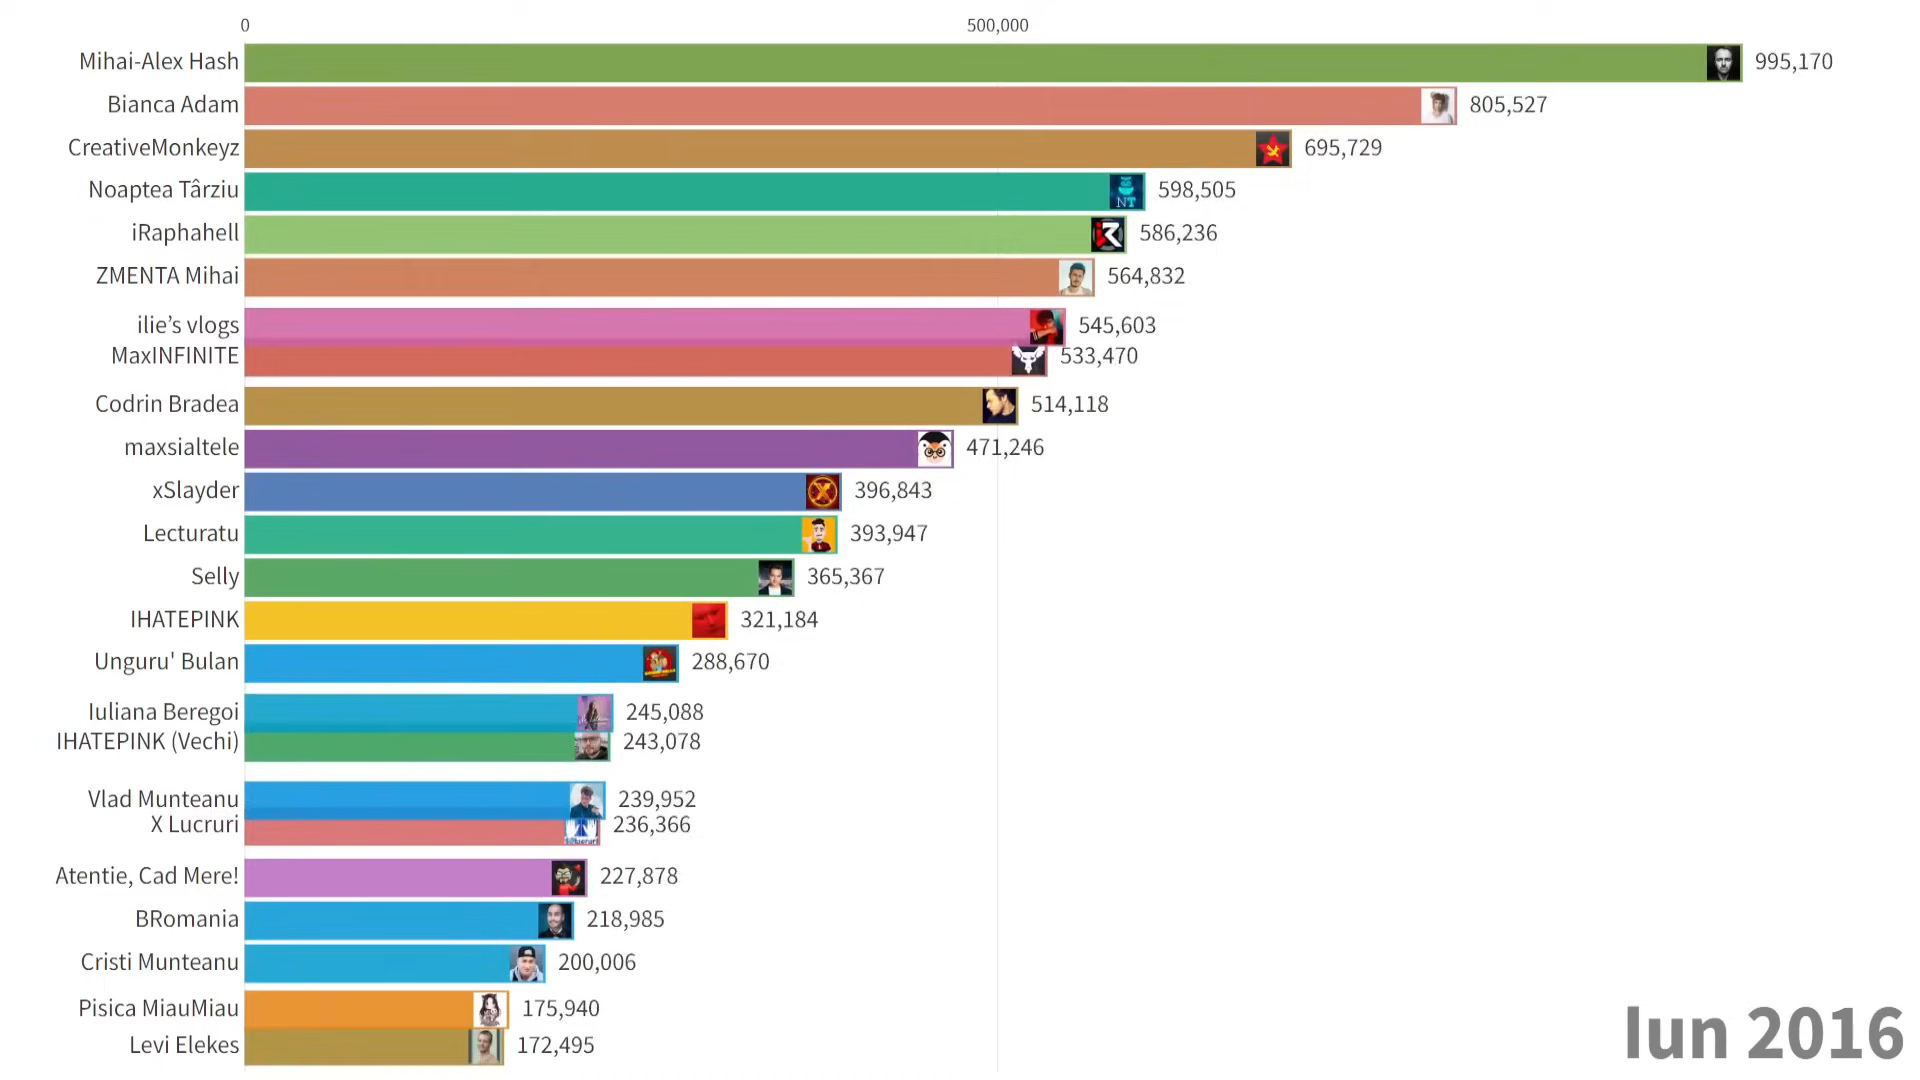 0 500,000
Mihai-Alex Hash 995,170
Bianca Adam 805,527
CreativeMonkeyz 695,729
Noaptea Târziu NT 598,505
iRaphahell 586,236
ZMENTA Mihai 564,832
ilie’s vlogs 545,603
MaxINFINITE 533,470
Codrin Bradea 514,118
maxsialtele 471,246
xSlayder X 396,843
Lecturatu 393,947
Selly 365,367
IHATEPINK 321,184
Unguru' Bulan 288,670
Iuliana Beregoi 245,088
IHATEPINK (Vechi) 243,078
Vlad Munteanu 239,952
X Lucruri 236,366
Atentie, Cad Mere! 227,878
BRomania 218,985
Cristi Munteanu 200,006
Pisica MiauMiau 175,940
Levi Elekes 172,495
Iun 2016